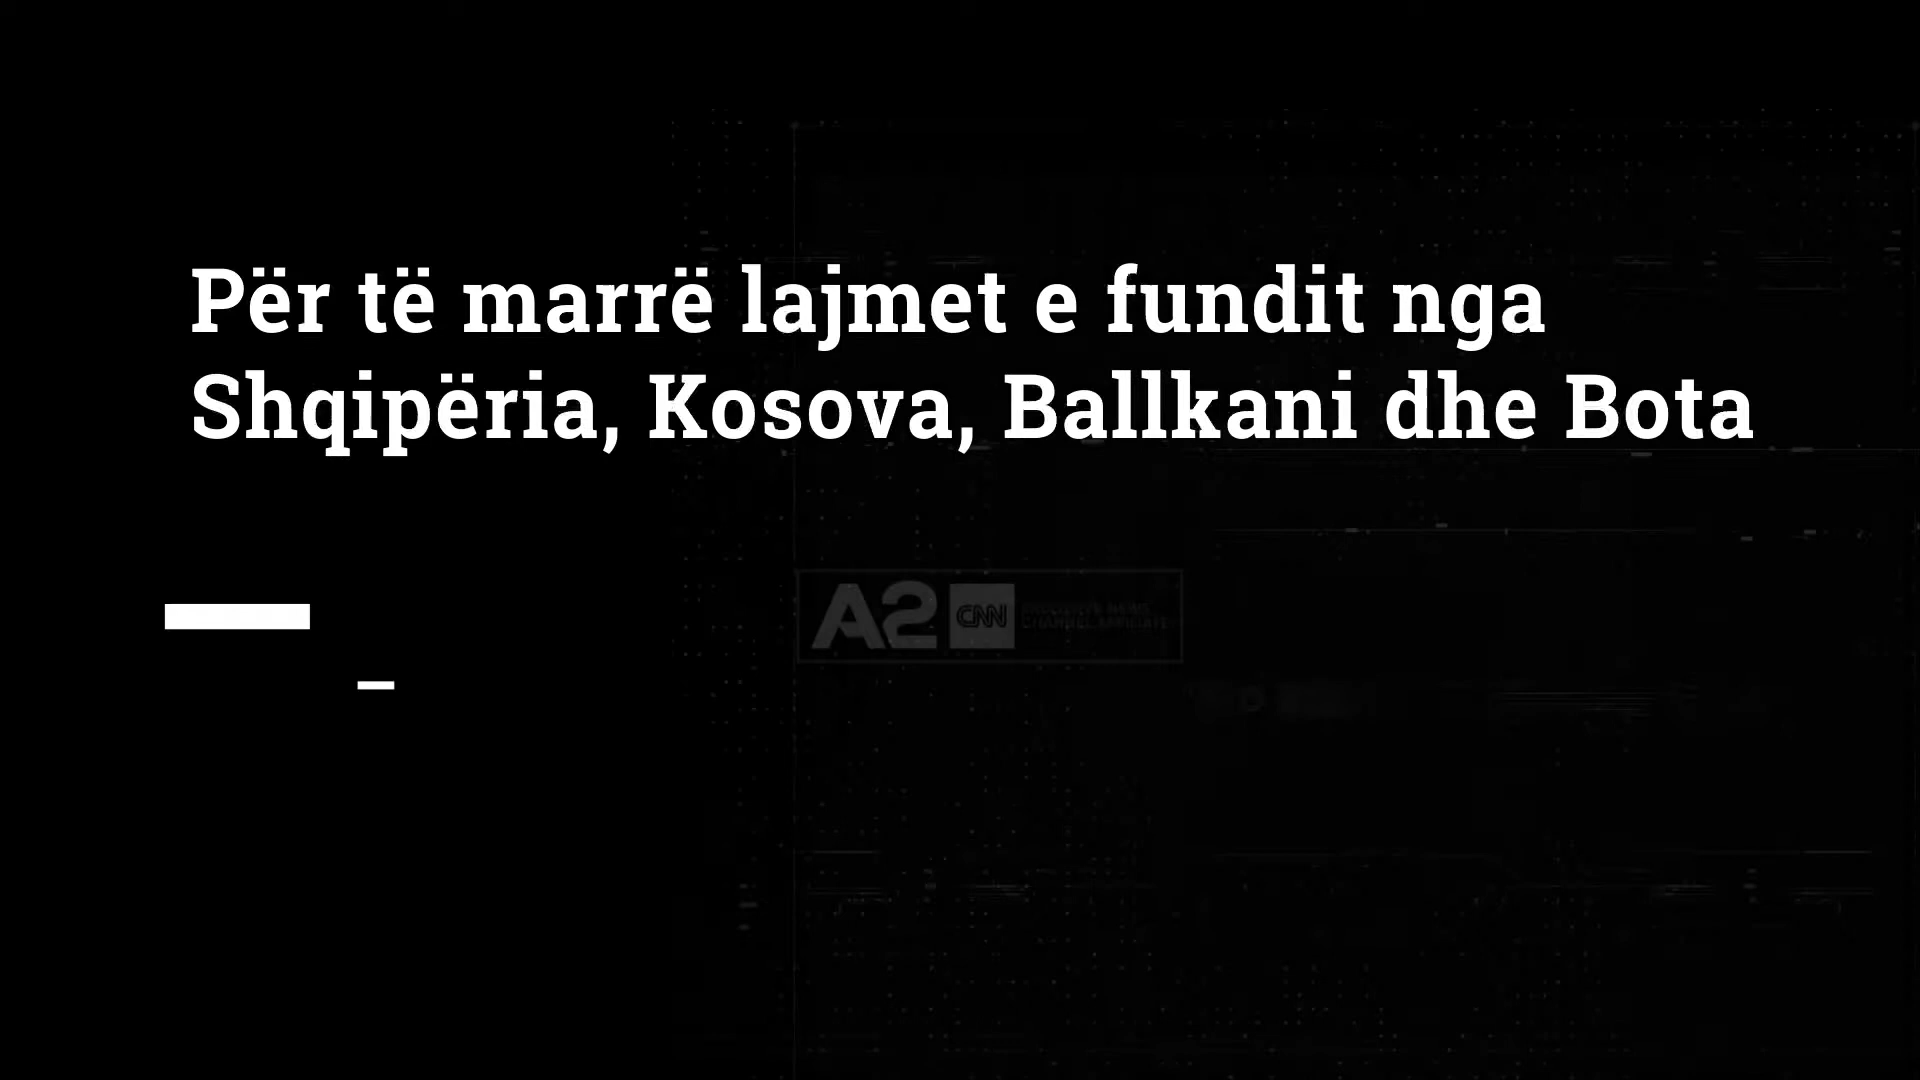 Për të marrë lajmet e fundit nga
Shqipëria, Kosova, Ballkani dhe Bota
A2 CNN